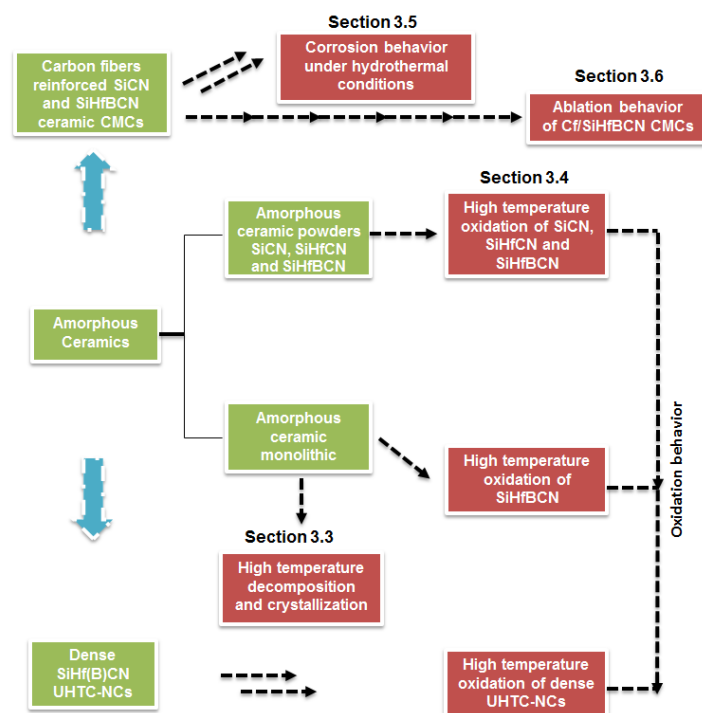 Section 3.5
Carbon fibers
reinforced SiCN
and SiHfBCN
ceramic CMCs
Corrosion behavior
under hydrothermal
conditions
Section 3.6
Ablation behavior
of Cf/SiHfBCN CMCs
Section 3.4
Amorphous
ceramic powders
SiCN, SiHfCN
and SiHfBCN
High temperature
oxidation of SiCN,
SiHfCN and
SiHfBCN
Amorphous
Ceramics
Amorphous
ceramic
monolithic
High temperature
oxidation of
SiHfBCN
Oxidation behavior
Section 3.3
High temperature
decomposition
and crystallization
Dense
SiHf(B)CN
UHTC-NCs
High temperature
oxidation of dense
UHTC-NCs